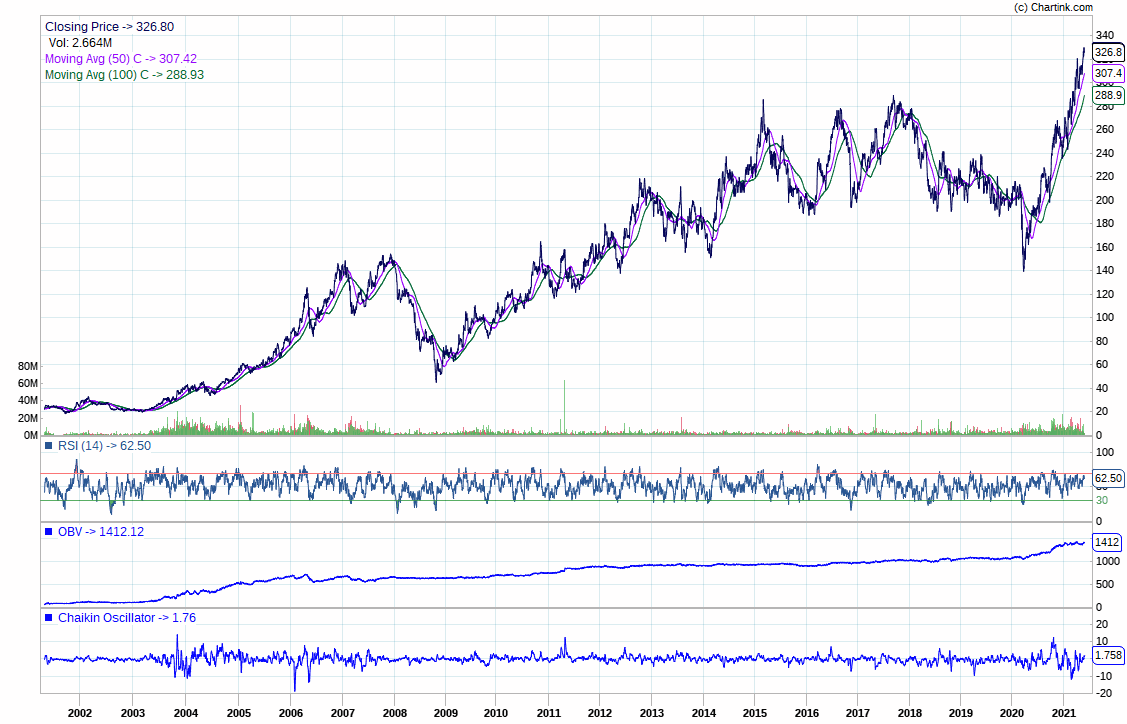 (c) Chartink.com
Closing Price -> 326.80
Vol: 2.664M
Moving Avg (50) C -> 307.42
Moving Avg (100) C -> 288.93
340
326.8
307.4
288.9
280
260
240
220
200
180
160
140
120
100
80
60
40
20
0
80M
60M
40M
20M
0M
RSI (14) -> 62.50
100
62.50
30
0
OBV -> 1412.12
1412
1000
500
0
Chaikin Oscillator -> 1.76
20
10
1.758
-10
-20
2002 2003 2004 2005 2006 2007 2008 2009 2010 2011 2012 2013 2014 2015 2016 2017 2018 2019 2020 2021